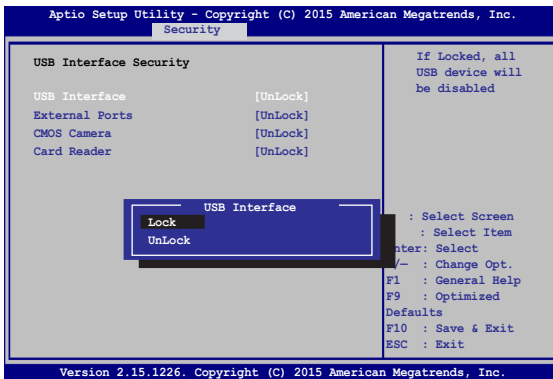 Aptio Setup Utility - Copyright (C) 2015 American Megatrends, Inc.
Security
USB Interface Security
USB Interface [UnLock]
External Ports [UnLock]
CMOS Camera [UnLock]
Card Reader [UnLock]
If Locked, all
USB device will
be disabled
USB Interface
Lock
UnLock
: Select Screen
: Select Item
nter: Select
/— : Change Opt.
F1 : General Help
F9 : Optimized
Defaults
F10 : Save & Exit
ESC : Exit
Version 2.15.1226. Copyright (C) 2015 American Megatrends, Inc.